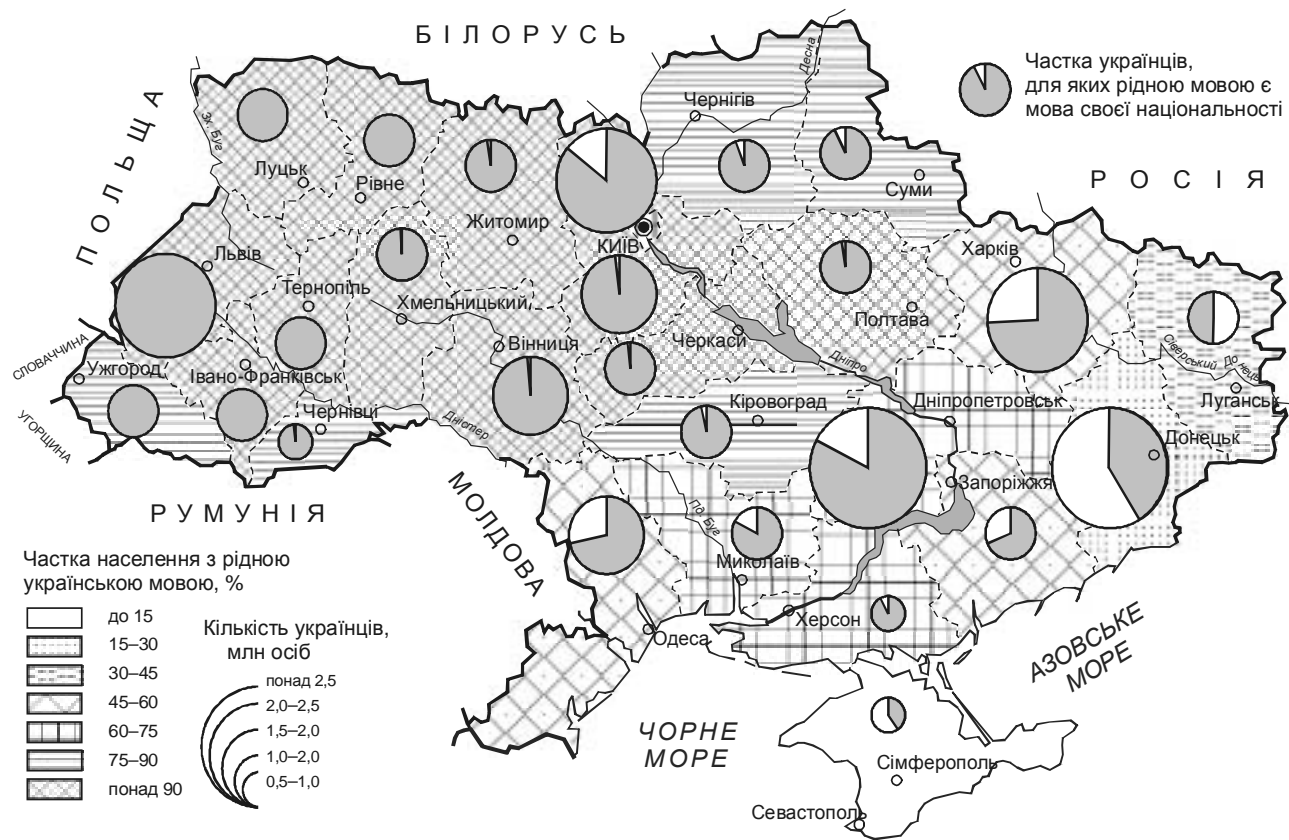 БІЛОРУСЬ
ПОЛЬЩА
РОСІЯ
СЛОВАЧЧИНА
УГОРЩИНА
РУМУНІЯ
МОЛДОВА
ЧОРНЕ
МОРЕ
АЗОВСЬКЕ
МОРЕ
Частка українців,
для яких рідною мовою є
мова своєї національності
Десна
Зх. Буг
Чернігів
Суми
Луцьк
Рівне
Житомир
КИЇВ
Харків
Львів
Тернопіль
Хмельницький
Полтава
Черкаси
Вінниця
Дніпро
Сіверський Донець
Ужгород
Івано-Франківськ
Чернівці
Дністер
Кіровоград
Дніпропетровськ
Луганськ
Донецьк
Запоріжжя
Пд. Буг
Миколаїв
Херсон
Одеса
Сімферополь
Севастополь
Частка населення з рідною
українською мовою, %
до 15
15–30
30–45
45–60
60–75
75–90
понад 90
Кількість українців,
млн осіб
понад 2,5
2,0–2,5
1,5–2,0
1,0–2,0
0,5–1,0